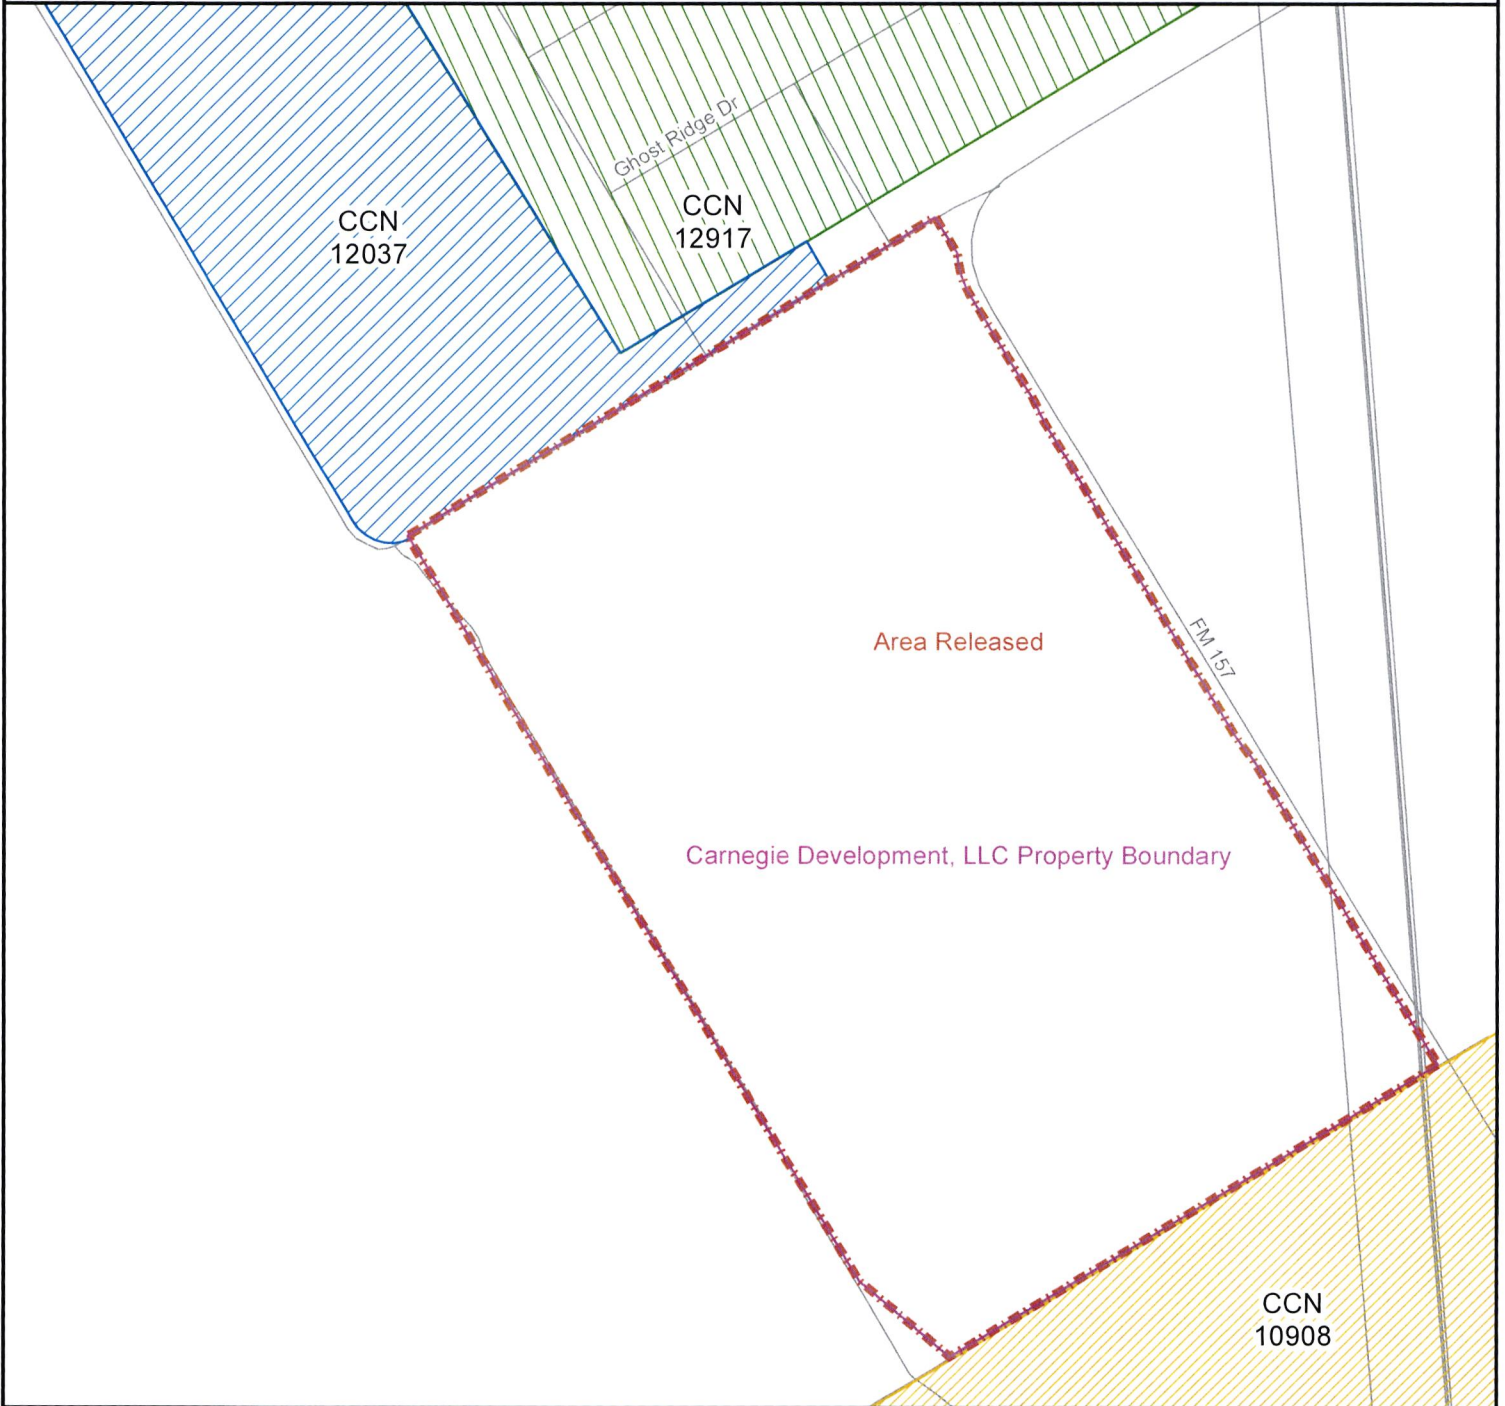 Ghost Ridge Dr
CCN
12917
CCN
12037
Area Released
FM 157
Carnegie Development, LLC Property Boundary
CCN
10908